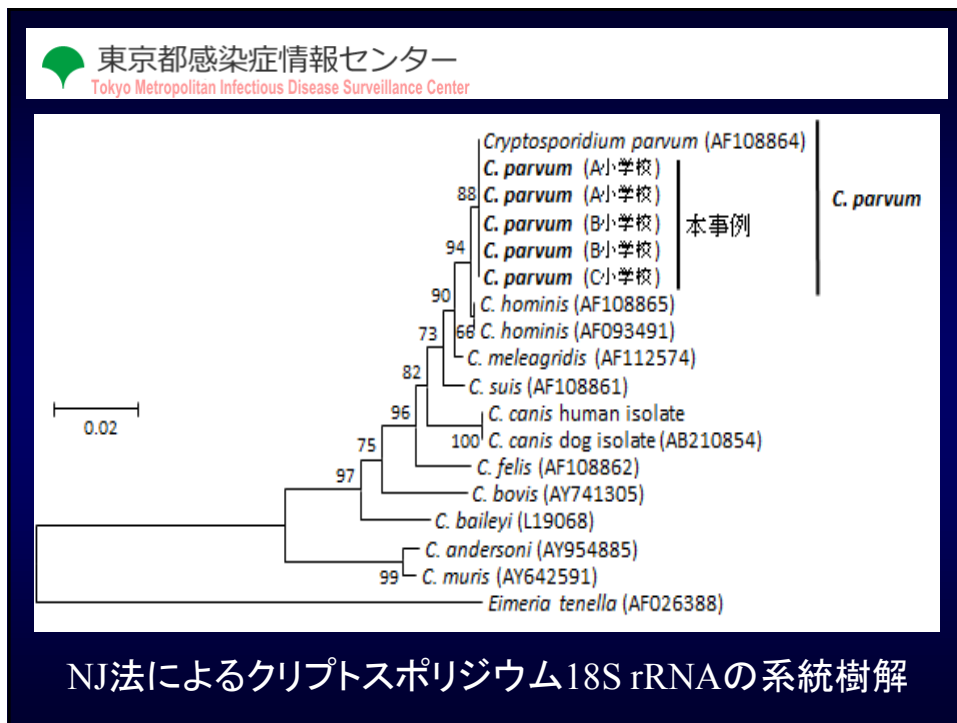 東京都感染症情報センター
Tokyo Metropolitan Infectious Disease Surveillance Center
Cryptosporidium parvum (AF108864)
C. parvum (A小学校)
88 C. parvum (A小学校)
C. parvum (B小学校) 本事例
C. parvum (B小学校)
C. parvum (C小学校)
C. parvum
94
90
C. hominis (AF108865)
66 C. hominis (AF093491)
73
C. meleagridis (AF112574)
82
C. suis (AF108861)
96
C. canis human isolate
100 C. canis dog isolate (AB210854)
75
C. felis (AF108862)
97
C. bovis (AY741305)
C. baileyi (L19068)
C. andersoni (AY954885)
99 C. muris (AY642591)
Eimeria tenella (AF026388)
0.02
NJ法によるクリプトスポリジウム18S rRNAの系統樹解